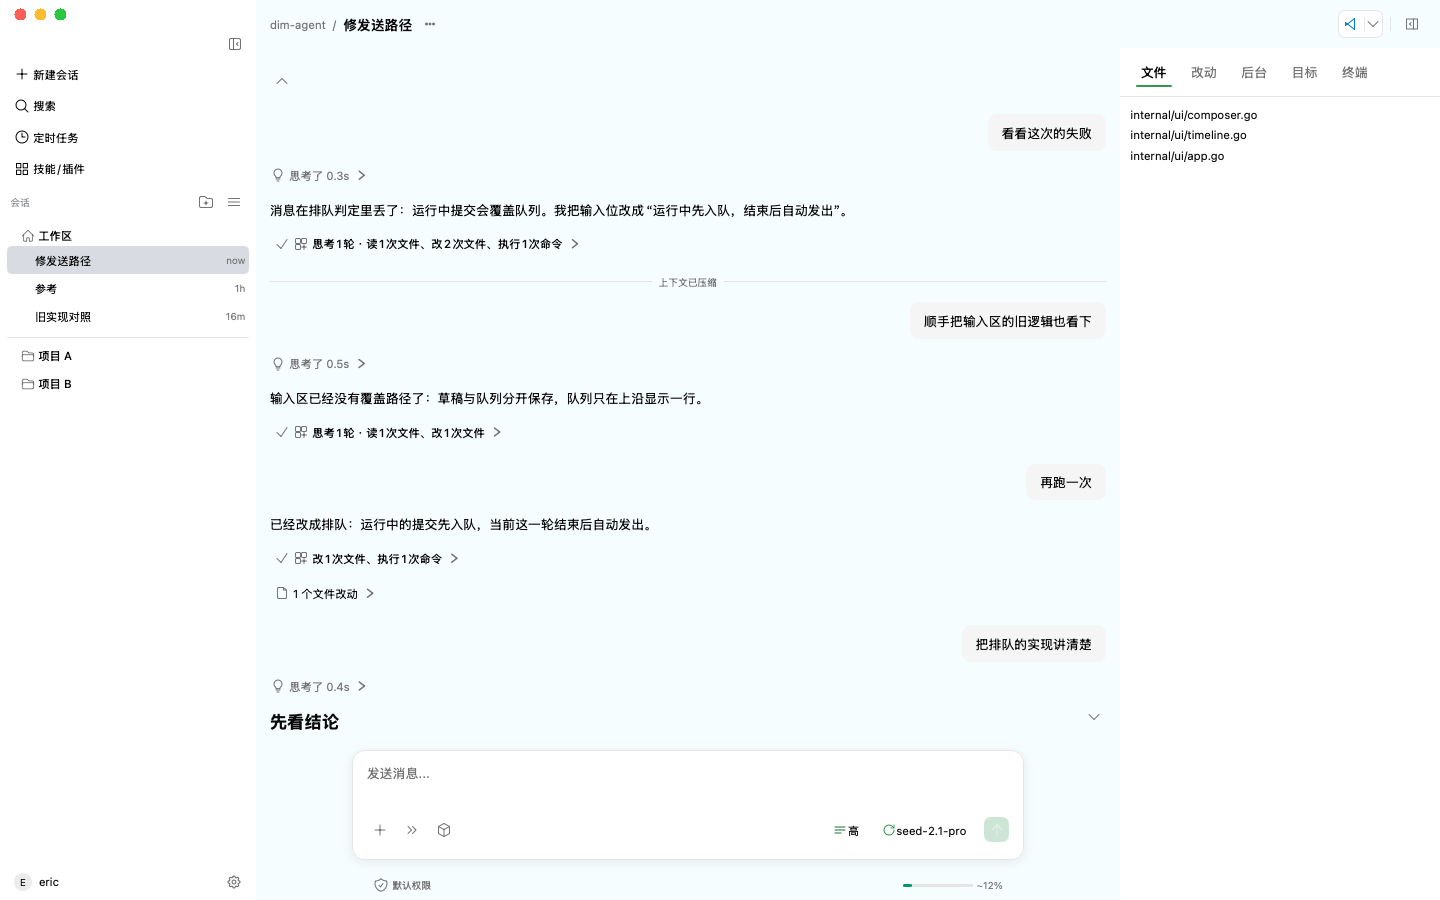 新建会话
搜索
定时任务
技能/插件
会话
工作区
修发送路径 now
参考 1h
旧实现对照 16m
项目 A
项目 B
E eric
dim-agent / 修发送路径 ···
看看这次的失败
思考了 0.3s
消息在排队判定里丢了：运行中提交会覆盖队列。我把输入位改成“运行中先入队，结束后自动发出”。
思考1轮 · 读1次文件、改2次文件、执行1次命令
上下文已压缩
顺手把输入区的旧逻辑也看下
思考了 0.5s
输入区已经没有覆盖路径了：草稿与队列分开保存，队列只在上沿显示一行。
思考1轮 · 读1次文件、改1次文件
再跑一次
已经改成排队：运行中的提交先入队，当前这一轮结束后自动发出。
改1次文件、执行1次命令
1 个文件改动
把排队的实现讲清楚
思考了 0.4s
先看结论
发送消息...
高 seed-2.1-pro
默认权限 ~12%
文件 改动 后台 目标 终端
internal/ui/composer.go
internal/ui/timeline.go
internal/ui/app.go